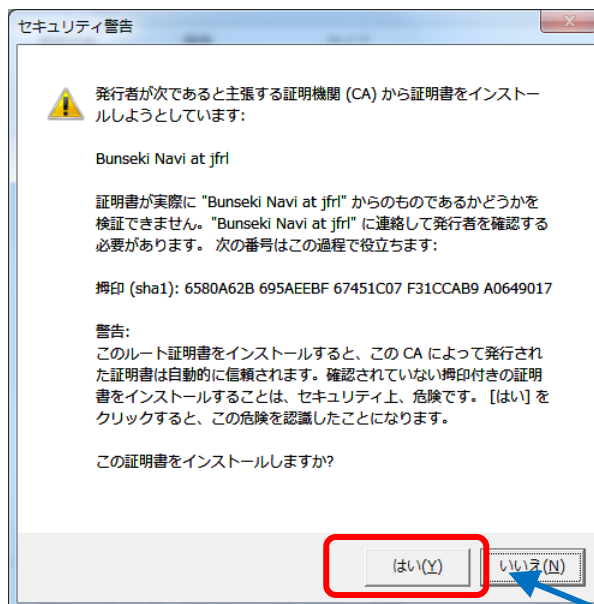 セキュリティ警告
発行者が次であると主張する証明機関 (CA) から証明書をインストー
ルしようとしています:
Bunseki Navi at jfrl
証明書が実際に "Bunseki Navi at jfrl" からのものであるかどうかを
検証できません。"Bunseki Navi at jfrl" に連絡して発行者を確認する
必要があります。 次の番号はこの過程で役立ちます:
拇印 (sha1): 6580A62B 695AEEBF 67451C07 F31CCAB9 A0649017
警告:
このルート証明書をインストールすると、この CA によって発行され
た証明書は自動的に信頼されます。確認されていない拇印付きの証明
書をインストールすることは、セキュリティ上、危険です。 [はい] を
クリックすると、この危険を認識したことになります。
この証明書をインストールしますか?
はい(Y)
いいえ(N)